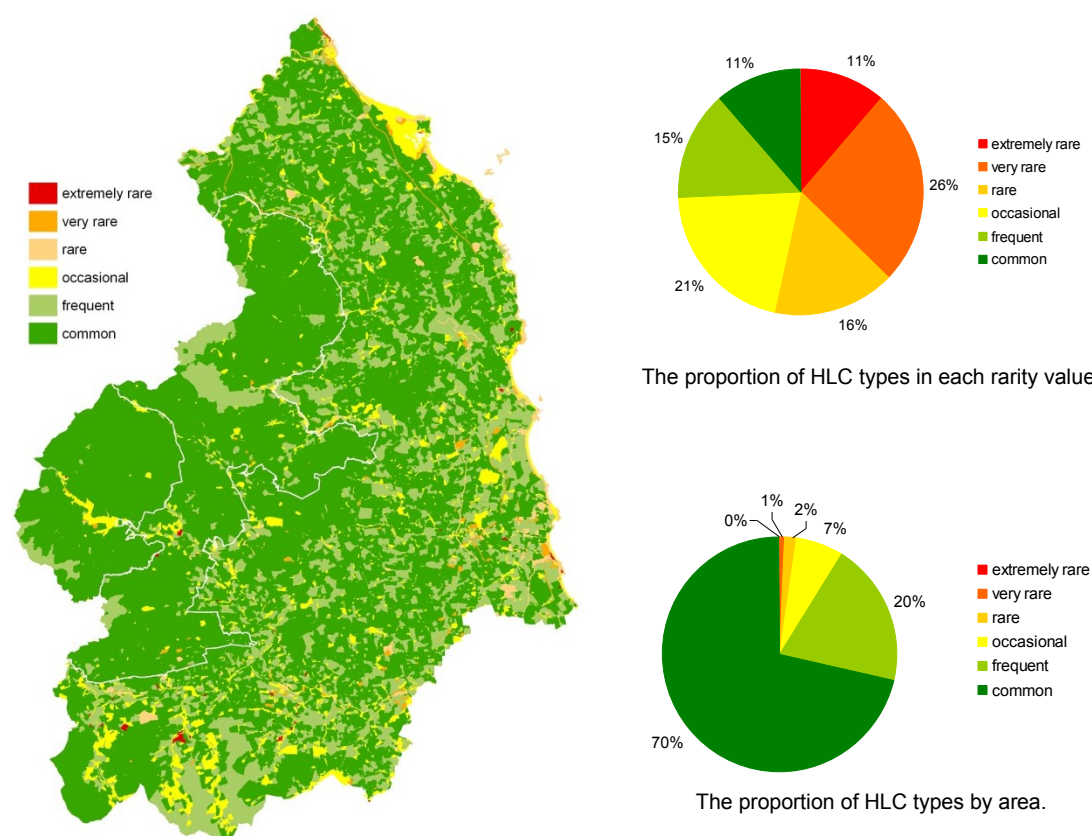 extremely rare
very rare
rare
occasional
frequent
common
11%
11%
15%
26%
21%
16%
extremely rare
very rare
rare
occasional
frequent
common
The proportion of HLC types in each rarity value
0%
1%
2%
7%
20%
70%
extremely rare
very rare
rare
occasional
frequent
common
The proportion of HLC types by area.